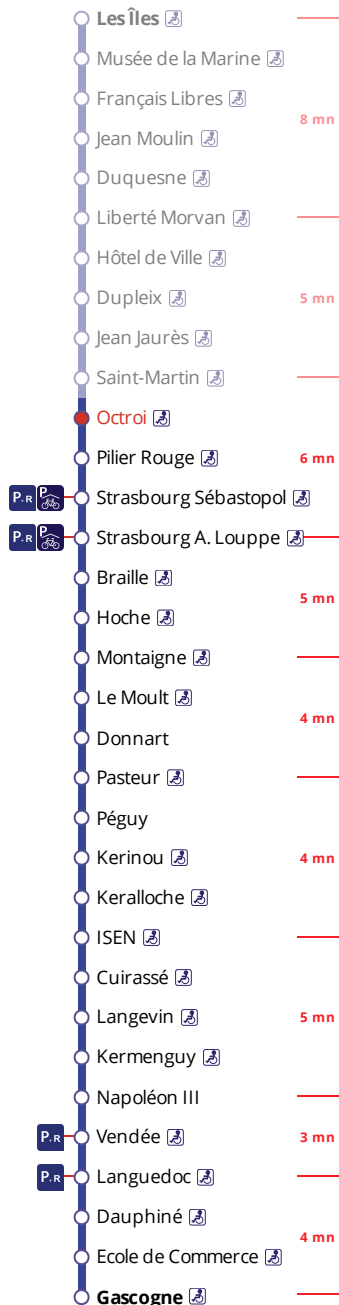 Les Îles
Musée de la Marine
Français Libres
8 mn
Jean Moulin
Duquesne
Liberté Morvan
Hôtel de Ville
Dupleix
5 mn
Jean Jaurès
Saint-Martin
Octroi
Pilier Rouge
6 mn
P+R P Strasbourg Sébastopol
P+R P Strasbourg A. Louppe
Braille
5 mn
Hoche
Montaigne
Le Moult
4 mn
Donnart
Pasteur
Péguy
Kerinou
4 mn
Keralloche
ISEN
Cuirassé
Langevin
5 mn
Kermenguy
Napoléon III
P+R Vendée
3 mn
P+R Languedoc
Dauphiné
4 mn
Ecole de Commerce
Gascogne